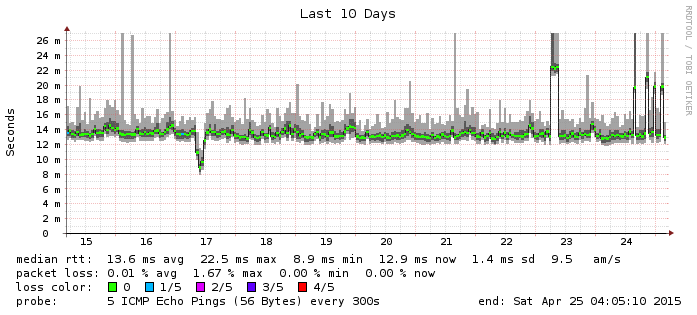 Last 10 Days
RRDTOOL / TOBI OETIKER
Seconds
26 m
24 m
22 m
20 m
18 m
16 m
14 m
12 m
10 m
8 m
6 m
4 m
2 m
0
15 16 17 18 19 20 21 22 23 24
median rtt: 13.6 ms avg 22.5 ms max 8.9 ms min 12.9 ms now 1.4 ms sd 9.5 am/s
packet loss: 0.01 % avg 1.67 % max 0.00 % min 0.00 % now
loss color: 0 1/5 2/5 3/5 4/5
probe: 5 ICMP Echo Pings (56 Bytes) every 300s end: Sat Apr 25 04:05:10 2015